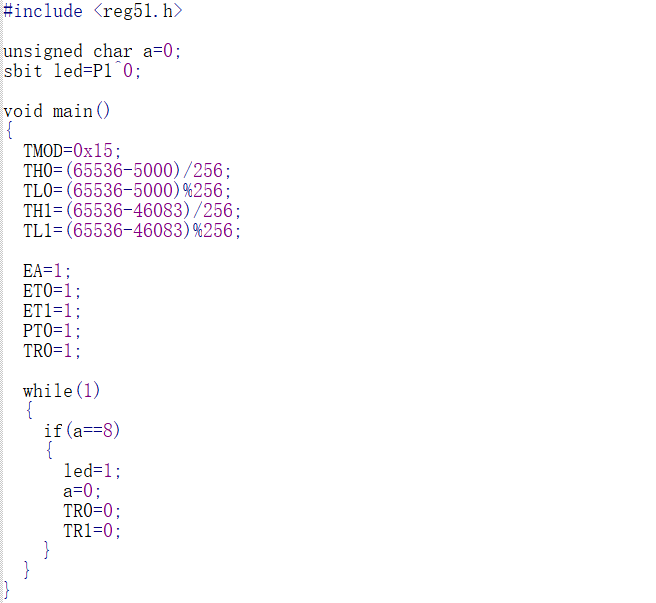 #include <reg51.h>
unsigned char a=0;
sbit led=P1^0;
void main()
{
TMOD=0x15;
TH0=(65536-5000)/256;
TL0=(65536-5000)%256;
TH1=(65536-46083)/256;
TL1=(65536-46083)%256;
EA=1;
ET0=1;
ET1=1;
PT0=1;
TR0=1;
while(1)
{
if(a==8)
{
led=1;
a=0;
TR0=0;
TR1=0;
}
}
}